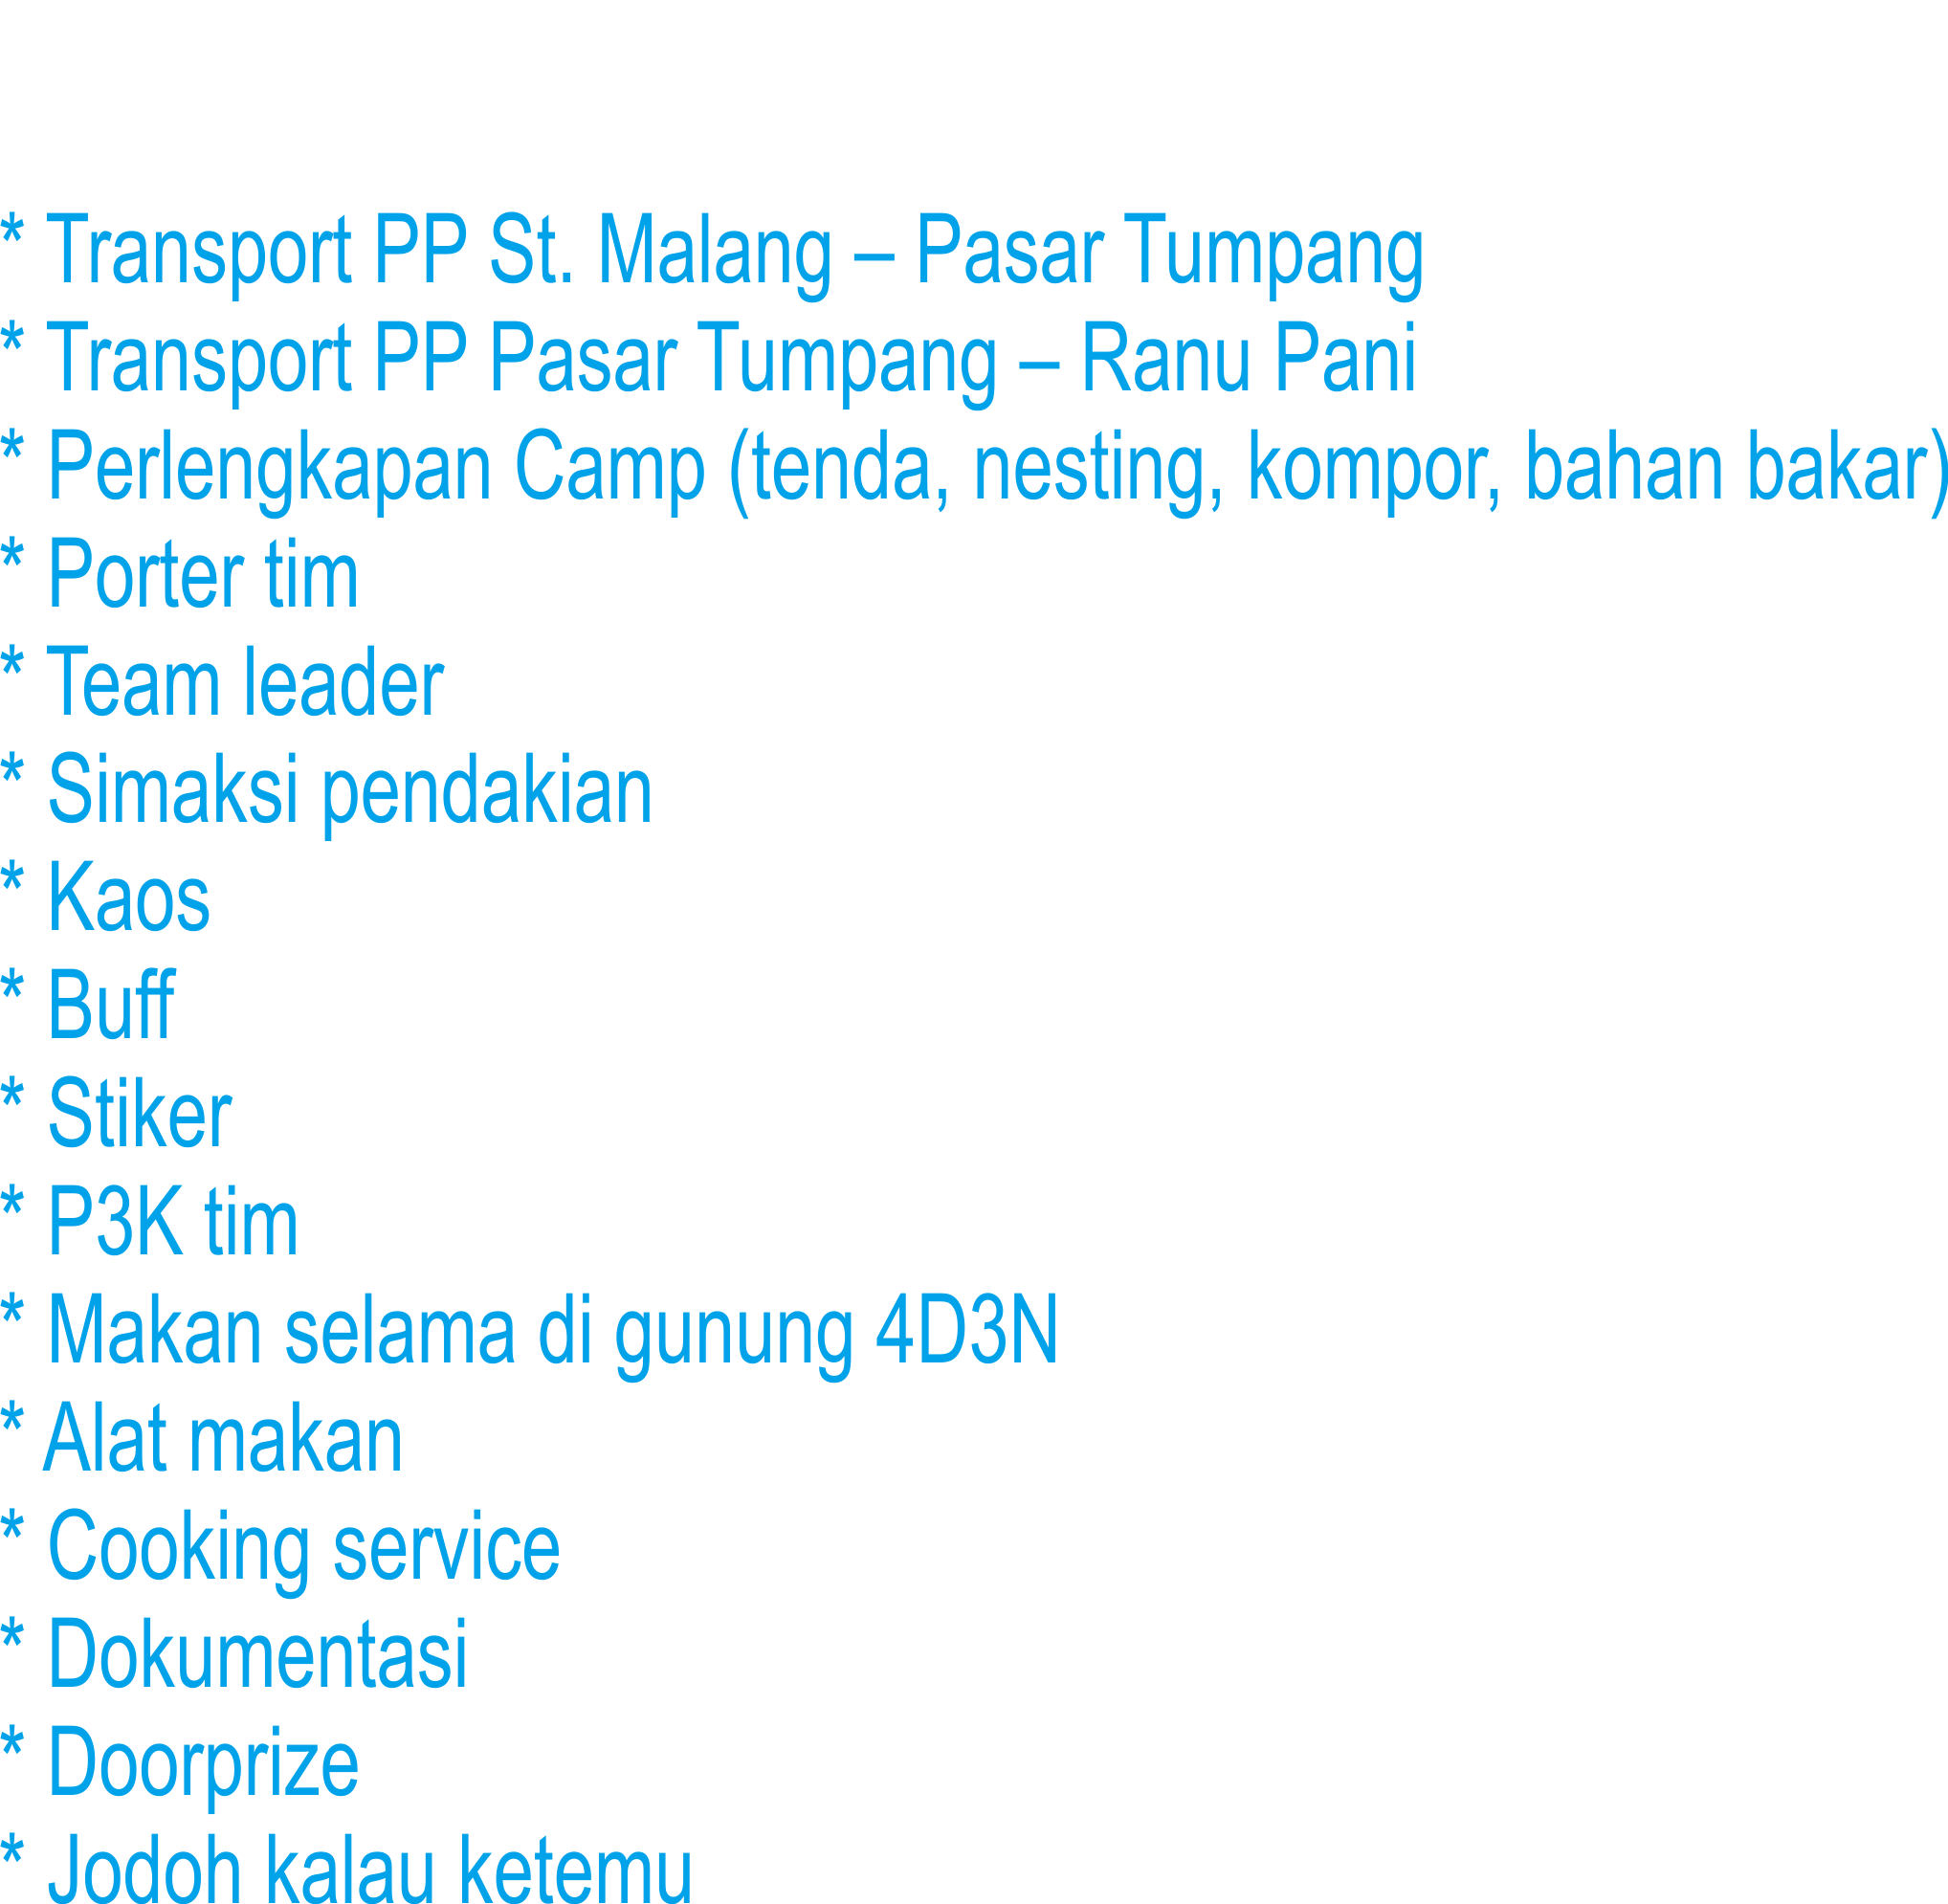 * Transport PP St. Malang – Pasar Tumpang
* Transport PP Pasar Tumpang – Ranu Pani
* Perlengkapan Camp (tenda, nesting, kompor, bahan bakar)
* Porter tim
* Team leader
* Simaksi pendakian
* Kaos
* Buff
* Stiker
* P3K tim
* Makan selama di gunung 4D3N
* Alat makan
* Cooking service
* Dokumentasi
* Doorprize
* Jodoh kalau ketemu